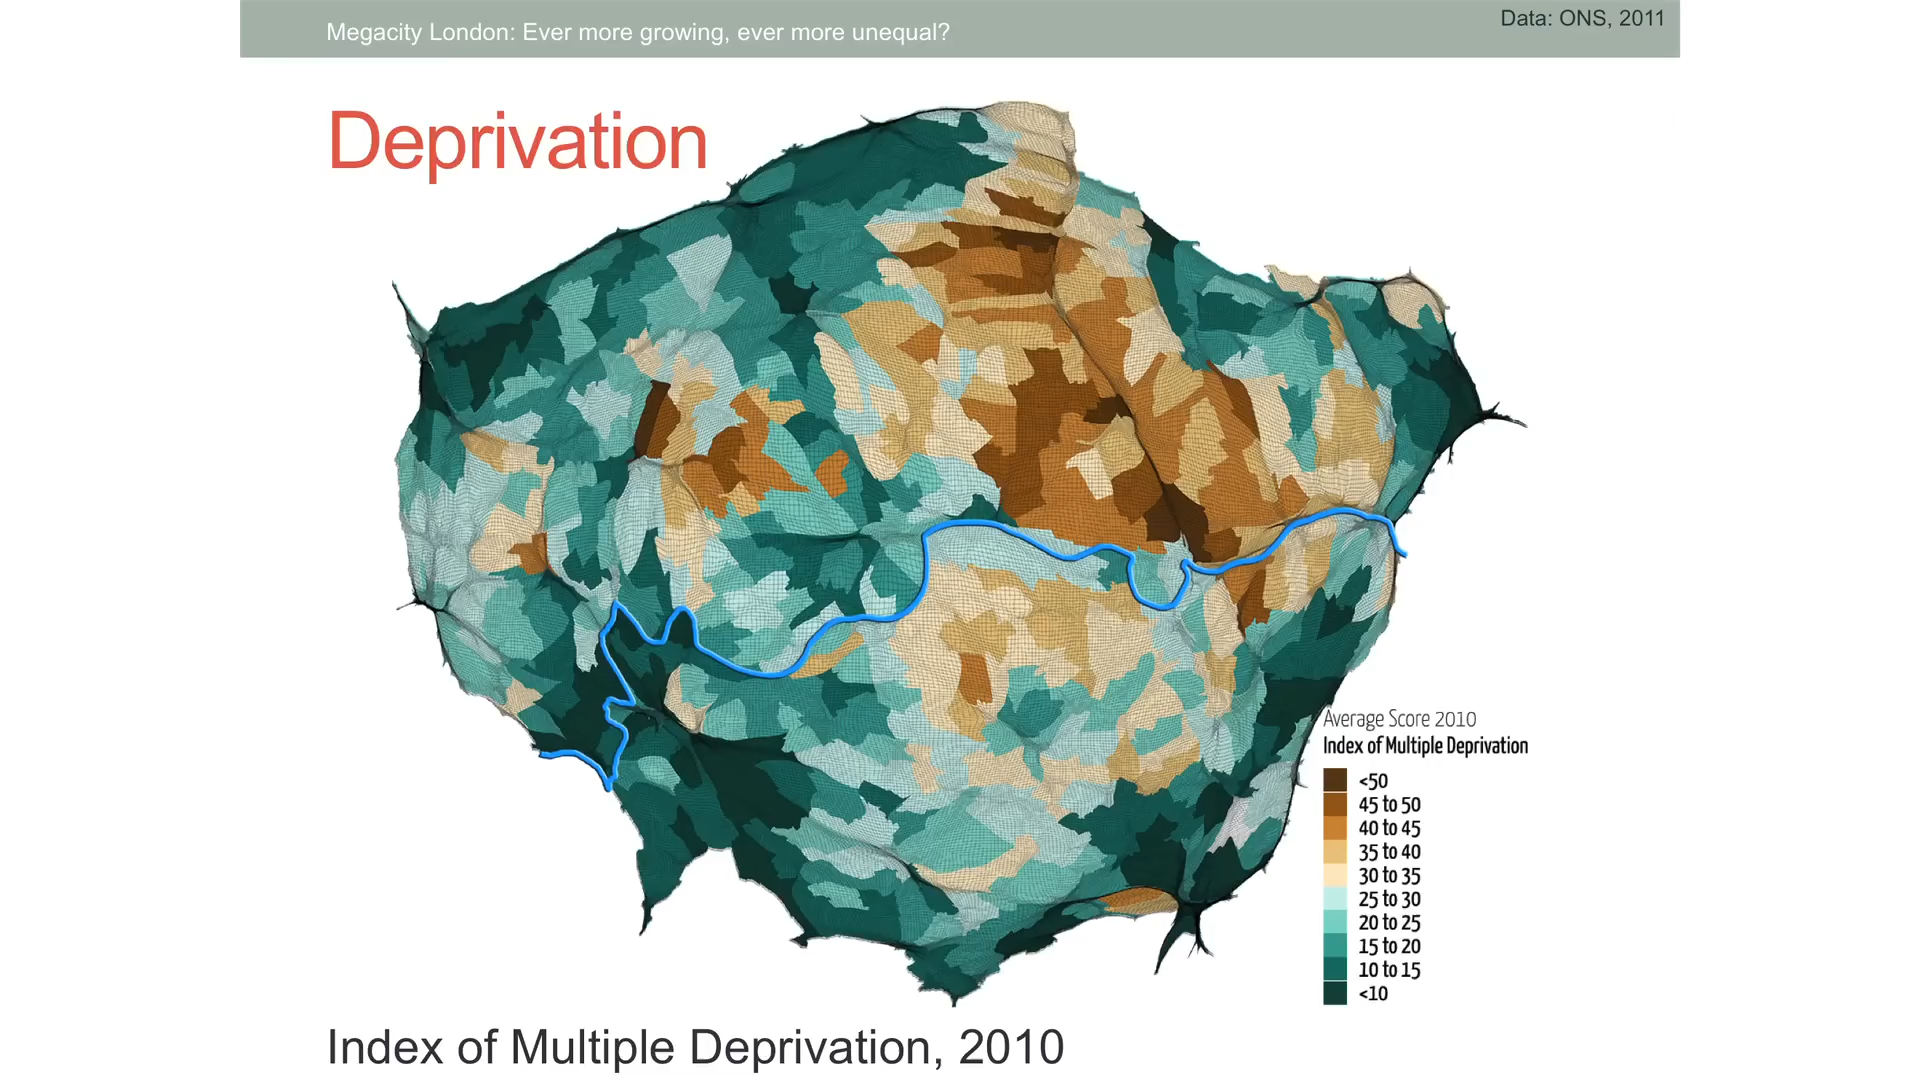 Megacity London: Ever more growing, ever more unequal?
Data: ONS, 2011
Deprivation
Average Score 2010
Index of Multiple Deprivation
<50
45 to 50
40 to 45
35 to 40
30 to 35
25 to 30
20 to 25
15 to 20
10 to 15
<10
Index of Multiple Deprivation, 2010